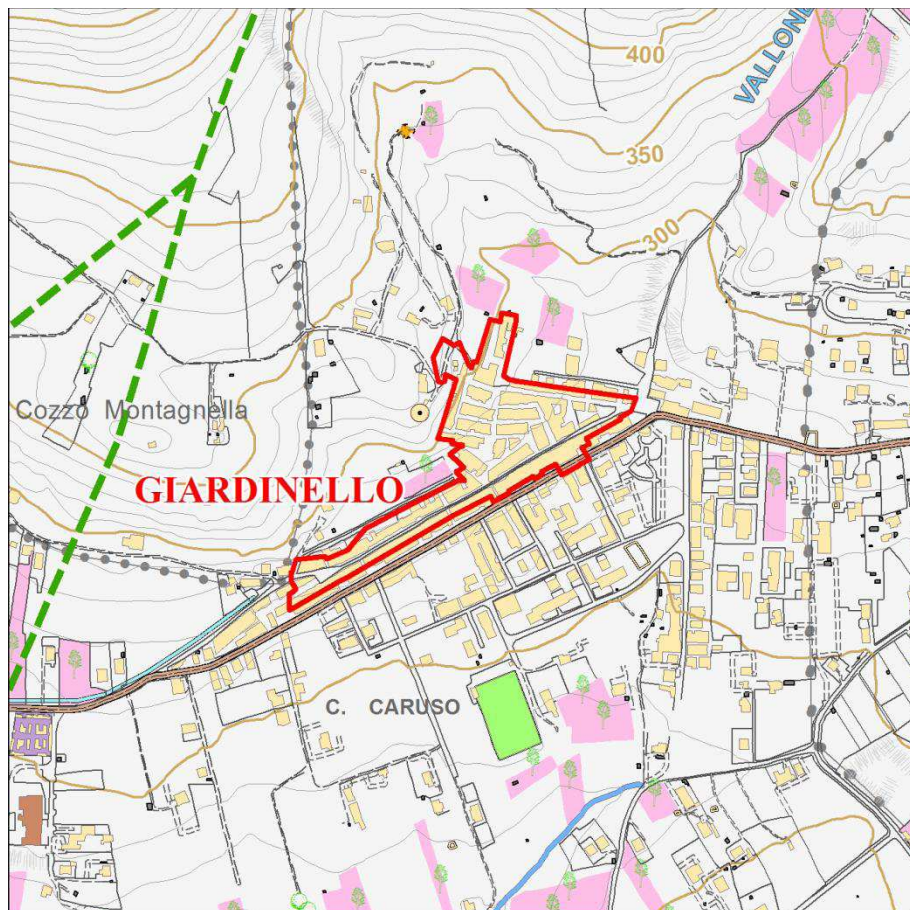 400
VALLONE
350
300
Cozzo Montagnella
S.
GIARDINELLO
C. CARUSO